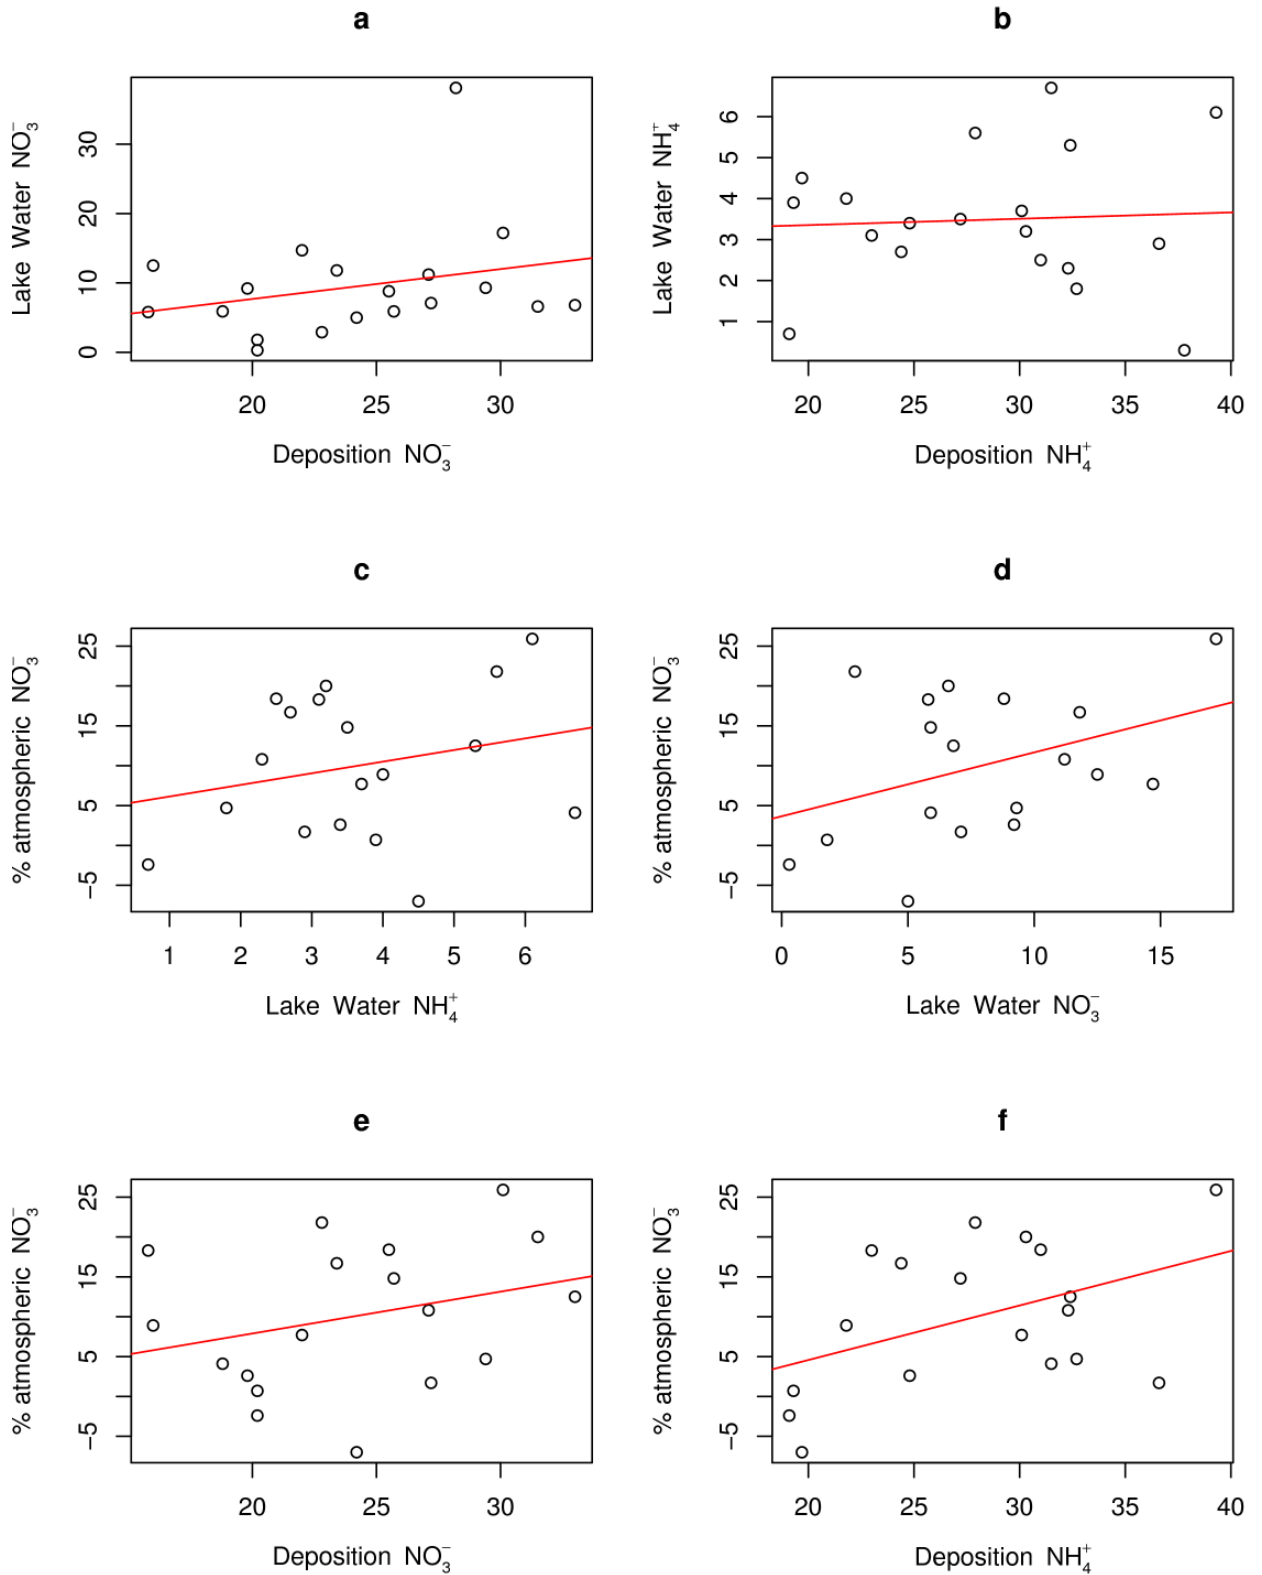 a
Lake Water NO₃⁻
0 10 20 30
20 25 30
Deposition NO₃⁻
b
Lake Water NH₄⁺
1 2 3 4 5 6
20 25 30 35 40
Deposition NH₄⁺
c
% atmospheric NO₃⁻
−5 5 15 25
1 2 3 4 5 6
Lake Water NH₄⁺
d
% atmospheric NO₃⁻
−5 5 15 25
0 5 10 15
Lake Water NO₃⁻
e
% atmospheric NO₃⁻
−5 5 15 25
20 25 30
Deposition NO₃⁻
f
% atmospheric NO₃⁻
−5 5 15 25
20 25 30 35 40
Deposition NH₄⁺